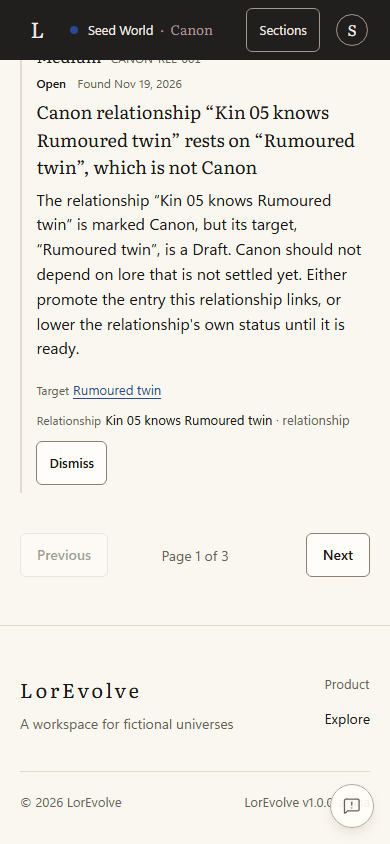 L
Seed World · Canon
Sections
S
Medium CANON-REL-001
Open Found Nov 19, 2026
Canon relationship “Kin 05 knows
Rumoured twin” rests on “Rumoured
twin”, which is not Canon
The relationship “Kin 05 knows Rumoured
twin” is marked Canon, but its target,
“Rumoured twin”, is a Draft. Canon should not
depend on lore that is not settled yet. Either
promote the entry this relationship links, or
lower the relationship's own status until it is
ready.
Target Rumoured twin
Relationship Kin 05 knows Rumoured twin · relationship
Dismiss
Previous
Page 1 of 3
Next
LorEvolve
A workspace for fictional universes
Product
Explore
© 2026 LorEvolve
LorEvolve v1.0.0